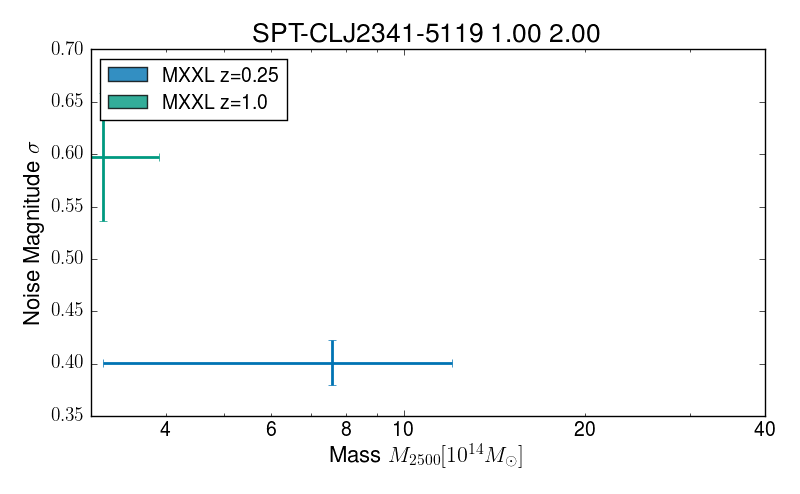 SPT-CLJ2341-5119 1.00 2.00
MXXL z=0.25
MXXL z=1.0
Noise Magnitude σ
0.70
0.65
0.60
0.55
0.50
0.45
0.40
0.35
4 6 8 10 20 40
Mass M₂₅₀₀[10¹⁴M⊙]